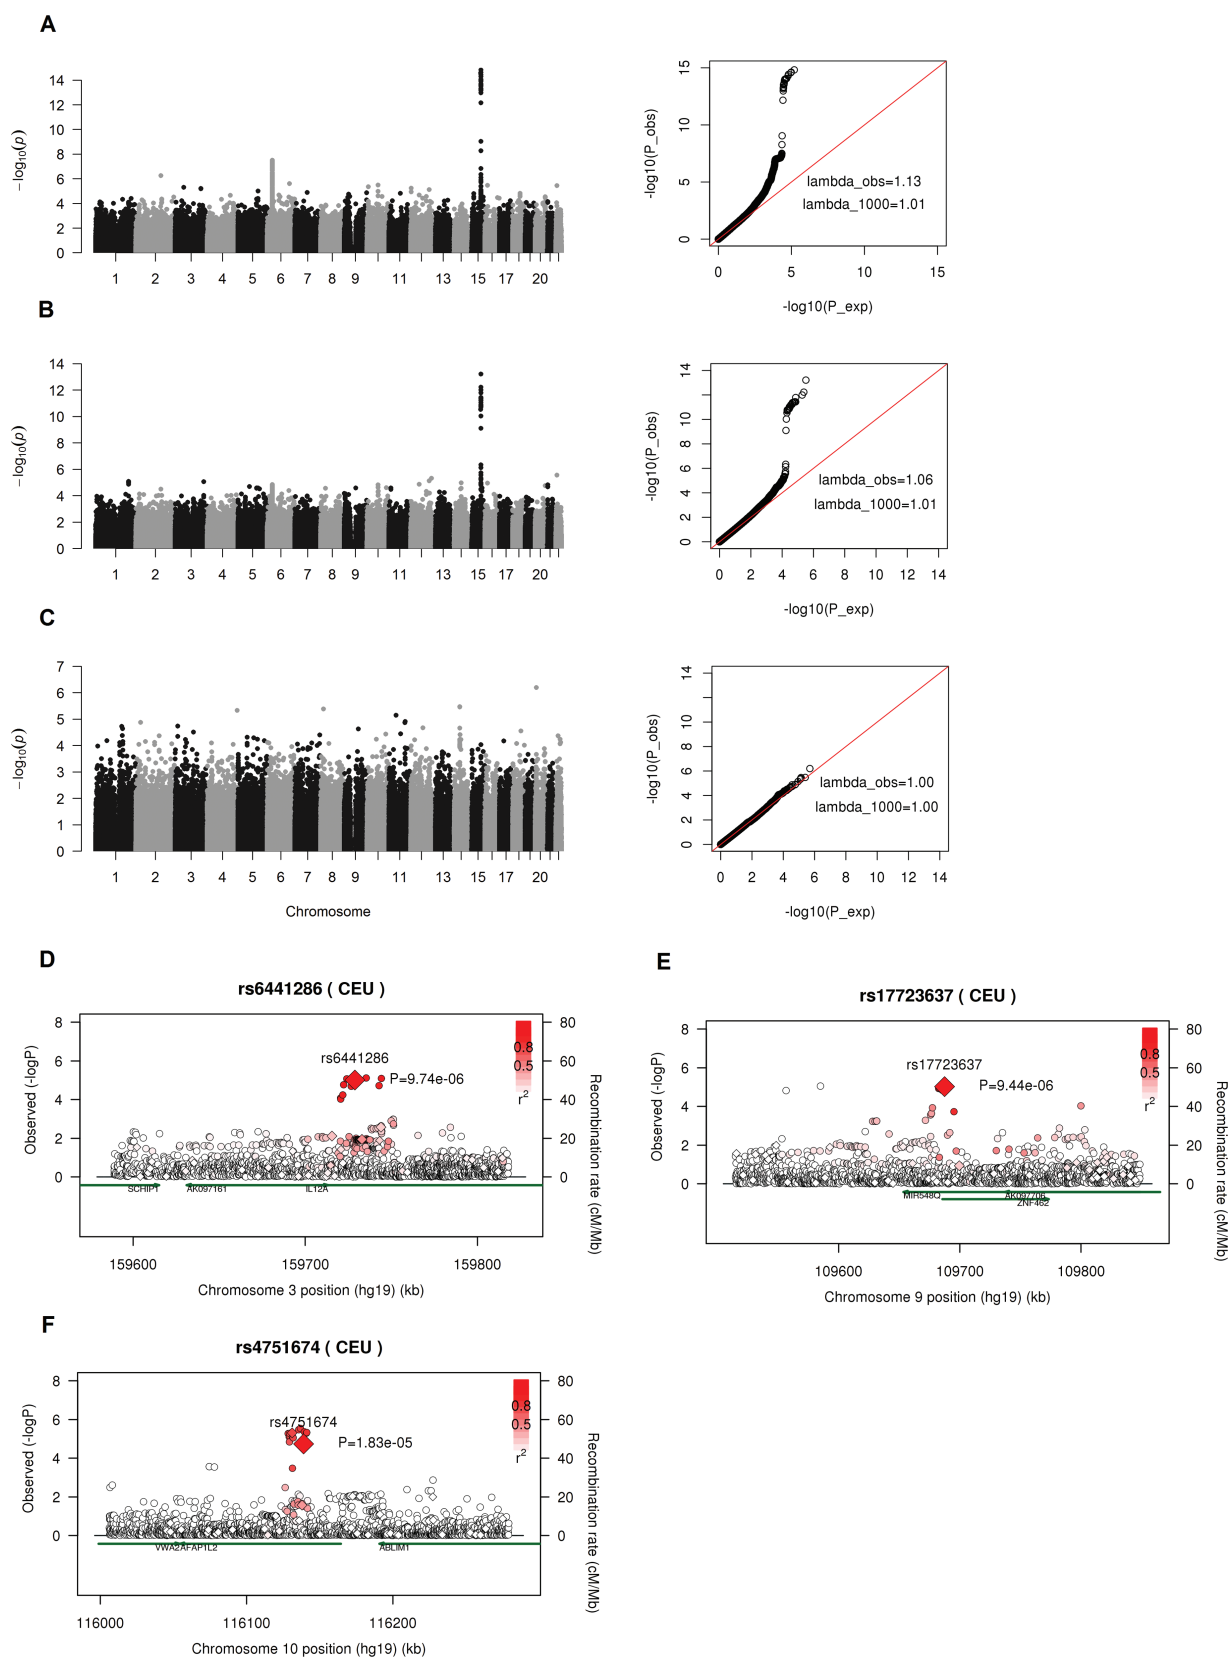 A
−log10(p)
14
12
10
8
6
4
2
0
1 2 3 4 5 6 7 9 11 13 15 17 20
-log10(P_obs)
15
10
5
0
lambda_obs=1.13
lambda_1000=1.01
0 5 10 15
-log10(P_exp)
B
−log10(p)
14
12
10
8
6
4
2
0
1 2 3 4 5 6 7 9 11 13 15 17 20
-log10(P_obs)
14
10
8
6
4
2
0
lambda_obs=1.06
lambda_1000=1.01
0 2 4 6 8 10 12 14
-log10(P_exp)
C
−log10(p)
7
6
5
4
3
2
1
0
1 2 3 4 5 6 7 9 11 13 15 17 20
Chromosome
-log10(P_obs)
14
10
8
6
4
2
0
lambda_obs=1.00
lambda_1000=1.00
0 2 4 6 8 10 12 14
-log10(P_exp)
D
rs6441286 ( CEU )
Observed (-logP)
8
6
4
2
0
rs6441286
P=9.74e-06
0.8
0.5
r2
80
60
40
20
0
Recombination rate (cM/Mb)
SCHIP1 AK097161 IL12A
159600 159700 159800
Chromosome 3 position (hg19) (kb)
E
rs17723637 ( CEU )
Observed (-logP)
8
6
4
2
0
rs17723637
P=9.44e-06
0.8
0.5
r2
80
60
40
20
0
Recombination rate (cM/Mb)
MIR548Q AK097706
ZNF462
109600 109700 109800
Chromosome 9 position (hg19) (kb)
F
rs4751674 ( CEU )
Observed (-logP)
8
6
4
2
0
rs4751674
P=1.83e-05
0.8
0.5
r2
80
60
40
20
0
Recombination rate (cM/Mb)
VWA2 AFAP1L2 ABLIM1
116000 116100 116200
Chromosome 10 position (hg19) (kb)